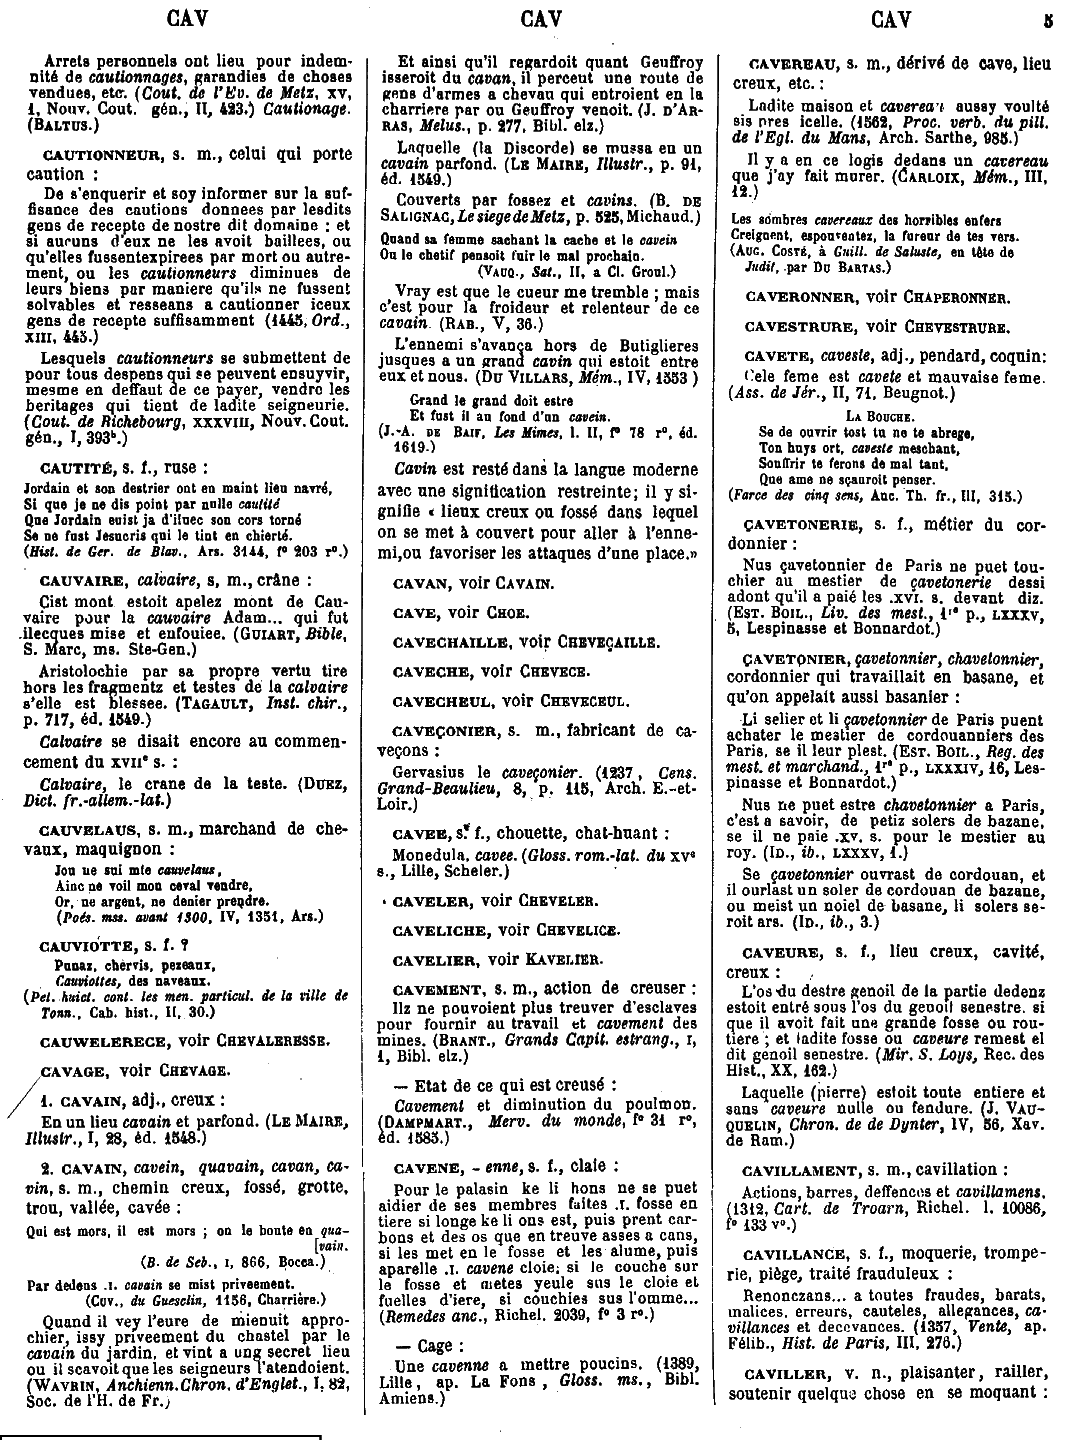 CAV
CAV
CAV
5
Arrets personnels ont lieu pour indem-
nité de cautionnages, garandies de choses
vendues, etc. (Cout. de l'Ev. de Metz, XV,
1, Nouv. Cout. gén., II, 423.) Cautionage.
(BALTUS.)
CAUTIONNEUR, s. m., celui qui porte
caution :
De s'enquerir et soy informer sur la suf-
fisance des cautions donnees par lesdits
gens de recepte de nostre dit domaine : et
si aucuns d'eux ne les avoit baillees, ou
qu'elles fussent expirees par mort ou autre-
ment, ou les cautionneurs diminues de
leurs biens par maniere qu'ils ne fussent
solvables et resseans a cautionner iceux
gens de recepte suffisamment (1445, Ord.,
XIII, 443.)
Lesquels cautionneurs se submettent de
pour tous despens qui se peuvent ensuyvir,
mesme en deffaut de ce payer, vendre les
heritages qui tient de ladite seigneurie.
(Cout. de Richebourg, XXXVIII, Nouv. Cout.
gén., I, 393b.)
CAUTITÉ, s. f., ruse :
Jordain et son destrier ont en maint lieu navré,
Si que je ne dis point par nulle cautité
Que Jordain euist ja d'iluec son cors torné
Se ne fust Jesucris qui le tint en chierté.
(Hist. de Ger. de Blav., Ars. 3144, f° 203 r°.)
CAUVAIRE, calvaire, s, m., crâne :
Cist mont estoit apelez mont de Cau-
vaire pour la cauvaire Adam... qui fut
ilecques mise et enfouiee. (GUIART, Bible,
S. Marc, ms. Ste-Gen.)
Aristolochie par sa propre vertu tire
hors les fragmentz et testes de la calvaire
s'elle est blessee. (TAGAULT, Inst. chir.,
p. 717, éd. 1549.)
Calvaire se disait encore au commen-
cement du XVIIe s. :
Calvaire, le crane de la teste. (DUEZ,
Dict. fr.-allem.-lat.)
CAUVELAUS, s. m., marchand de che-
vaux, maquignon :
Jou ne sui mie cauvelaus,
Ainc ne voil mon ceval vendre,
Or, ne argent, ne denier prendre.
(Poés. mss. avant 1300, IV, 1351, Ars.)
CAUVIOTTE, s. f. ?
Panaz, chervis, pezeaux,
Cauviottes, des naveaux.
(Pet. huict. cont. les men. particul. de la ville de
Tonn., Cab. hist., II, 30.)
CAUWELERECE, voir CHEVALERESSE.
CAVAGE, voir CHEVAGE.
1. CAVAIN, adj., creux :
En un lieu cavain et parfond. (LE MAIRE,
Illustr., I, 28, éd. 1548.)
2. CAVAIN, cavein, quavain, cavan, ca-
vin, s. m., chemin creux, fossé, grotte,
trou, vallée, cavée :
Qui est mors, il est mors ; on le boute en qua-
[vain.
(B. de Seb., I, 866, Bocca.)
Par dedens .I. cavain se mist priveement.
(CUV., du Guesclin, 1156, Charrière.)
Quand il vey l'eure de mienuit appro-
chier, issy priveement du chastel par le
cavain du jardin, et vint a ung secret lieu
ou il scavoit que les seigneurs l'atendoient.
(WAVRIN, Anchienn. Chron. d'Englet., I, 82,
Soc. de l'H. de Fr.)
Et ainsi qu'il regardoit quant Geuffroy
isseroit du cavan, il percent une route de
gens d'armes a chevau qui entroient en la
charriere par ou Geuffroy venoit. (J. D'AR-
RAS, Melus., p. 277, Bibl. elz.)
Laquelle (la Discorde) se mussa en un
cavain parfond. (LE MAIRE, Illustr., p. 91,
éd. 1549.)
Couverts par fossez et cavins. (B. DE
SALIGNAC, Le siege de Metz, p. 525, Michaud.)
Quand sa femme sachant la cache et le cavein
Ou le chetif pensoit fuir le mal prochain.
(VAUQ., Sat., II, a Cl. Groul.)
Vray est que le cueur me tremble ; mais
c'est pour la froideur et relenteur de ce
cavain. (RAB., V, 36.)
L'ennemi s'avança hors de Butiglieres
jusques a un grand cavin qui estoit entre
eux et nous. (DU VILLARS, Mém., IV, 1553)
Grand le grand doit estre
Et fust il au fond d'un cavein.
(J.-A. DE BAIF, Les Mimes, l. II, f° 78 r°, éd.
1619.)
Cavin est resté dans la langue moderne
avec une signification restreinte; il y si-
gnifie « lieux creux ou fossé dans lequel
on se met à couvert pour aller à l'enne-
mi, ou favoriser les attaques d'une place.»
CAVAN, voir CAVAIN.
CAVE, voir CHOE.
CAVECHAILLE, voir CHEVEÇAILLE.
CAVECHE, voir CHEVECE.
CAVECHEUL, voir CHEVECEUL.
CAVEÇONIER, s. m., fabricant de ca-
veçons :
Gervasius le caveçonier. (1237, Cens.
Grand-Beaulieu, 8, p. 115, Arch. E.-et-
Loir.)
CAVEE, s. f., chouette, chat-huant :
Monedula, cavee. (Gloss. rom.-lat. du XVe
s., Lille, Scheler.)
CAVELER, voir CHEVELER.
CAVELICHE, voir CHEVELICE.
CAVELIER, voir KAVELIER.
CAVEMENT, s. m., action de creuser :
Ilz ne pouvoient plus treuver d'esclaves
pour fournir au travail et cavement des
mines. (BRANT., Grands Capit. estrang., I,
1, Bibl. elz.)
— Etat de ce qui est creusé :
Cavement et diminution du poulmon.
(DAMPMART., Merv. du monde, f° 31 r°,
éd. 1585.)
CAVENE, - enne, s. f., claie :
Pour le palasin ke li hons ne se puet
aidier de ses membres faites .I. fosse en
tiere si longe ke li ons est, puis prent car-
bons et des os que en treuve asses a cans,
si les met en le fosse et les alume, puis
aparelle .I. cavene cloie; si le couche sur
le fosse et metes yeule sus le cloie et
fuelles d'iere, si couchies sus l'omme...
(Remedes anc., Richel. 2039, f° 3 r°.)
— Cage :
Une cavenne a mettre poucins. (1389,
Lille, ap. La Fons, Gloss. ms., Bibl.
Amiens.)
CAVEREAU, s. m., dérivé de cave, lieu
creux, etc. :
Ladite maison et caverea aussy voulté
sis pres icelle. (1562, Proc. verb. du pill.
de l'Egl. du Mans, Arch. Sarthe, 985.)
Il y a en ce logis dedans un cavereau
que j'ay fait murer. (CARLOIX, Mém., III,
12.)
Les sombres cavereaux des horribles enfers
Creignent, espouventez, la fureur de tes vers.
(AUG. COSTÉ, à Guill. de Saluste, en tête de
Judit, par DU BARTAS.)
CAVERONNER, voir CHAPERONNER.
CAVESTRURE, voir CHEVESTRURE.
CAVETE, caveste, adj., pendard, coquin:
Cele feme est cavete et mauvaise feme.
(Ass. de Jér., II, 71, Beugnot.)
LA BOUCHE.
Se de ouvrir tost tu ne te abrege,
Ton huys ort, caveste meschant,
Souffrir te ferons de mal tant,
Que ame ne sçauroit penser.
(Farce des cinq sens, Anc. Th. fr., III, 315.)
ÇAVETONERIE, s. f., métier du cor-
donnier :
Nus çavetonnier de Paris ne puet tou-
chier au mestier de çavetonerie dessi
adont qu'il a paié les .XVI. s. devant diz.
(EST. BOIL., Liv. des mest., 1re p., LXXXV,
5, Lespinasse et Bonnardot.)
ÇAVETONIER, çavetonnier, chavetonnier,
cordonnier qui travaillait en basane, et
qu'on appelait aussi basanier :
Li selier et li çavetonnier de Paris puent
achater le mestier de cordouanniers des
Paris, se il leur plest. (EST. BOIL., Reg. des
mest. et marchand., 1re p., LXXXIV, 16, Les-
pinasse et Bonnardot.)
Nus ne puet estre chavetonnier a Paris,
c'est a savoir, de petiz solers de bazane,
se il ne paie .XV. s. pour le mestier au
roy. (ID., ib., LXXXV, 1.)
Se çavetonnier ouvrast de cordouan, et
il ourlast un soler de cordouan de bazane,
ou meist un noiel de basane, li solers se-
roit ars. (ID., ib., 3.)
CAVEURE, s. f., lieu creux, cavité,
creux :
L'os du destre genoil de la partie dedenz
estoit entré sous l'os du genoil senestre, si
que il avoit fait une grande fosse ou rou-
tiere ; et ladite fosse ou caveure remest el
dit genoil senestre. (Mir. S. Loys, Rec. des
Hist., XX, 162.)
Laquelle (pierre) estoit toute entiere et
sans caveure nulle ou fendure. (J. VAU-
QUELIN, Chron. de de Dynter, IV, 56, Xav.
de Ram.)
CAVILLAMENT, s. m., cavillation :
Actions, barres, deffences et cavillamens.
(1312, Cart. de Troarn, Richel. l. 10086,
f° 133 v°.)
CAVILLANCE, s. f., moquerie, trompe-
rie, piège, traité frauduleux :
Renonczans... a toutes fraudes, barats,
malices, erreurs, cauteles, allegances, ca-
villances et decevances. (1357, Vente, ap.
Félib., Hist. de Paris, III, 276.)
CAVILLER, v. n., plaisanter, railler,
soutenir quelque chose en se moquant :